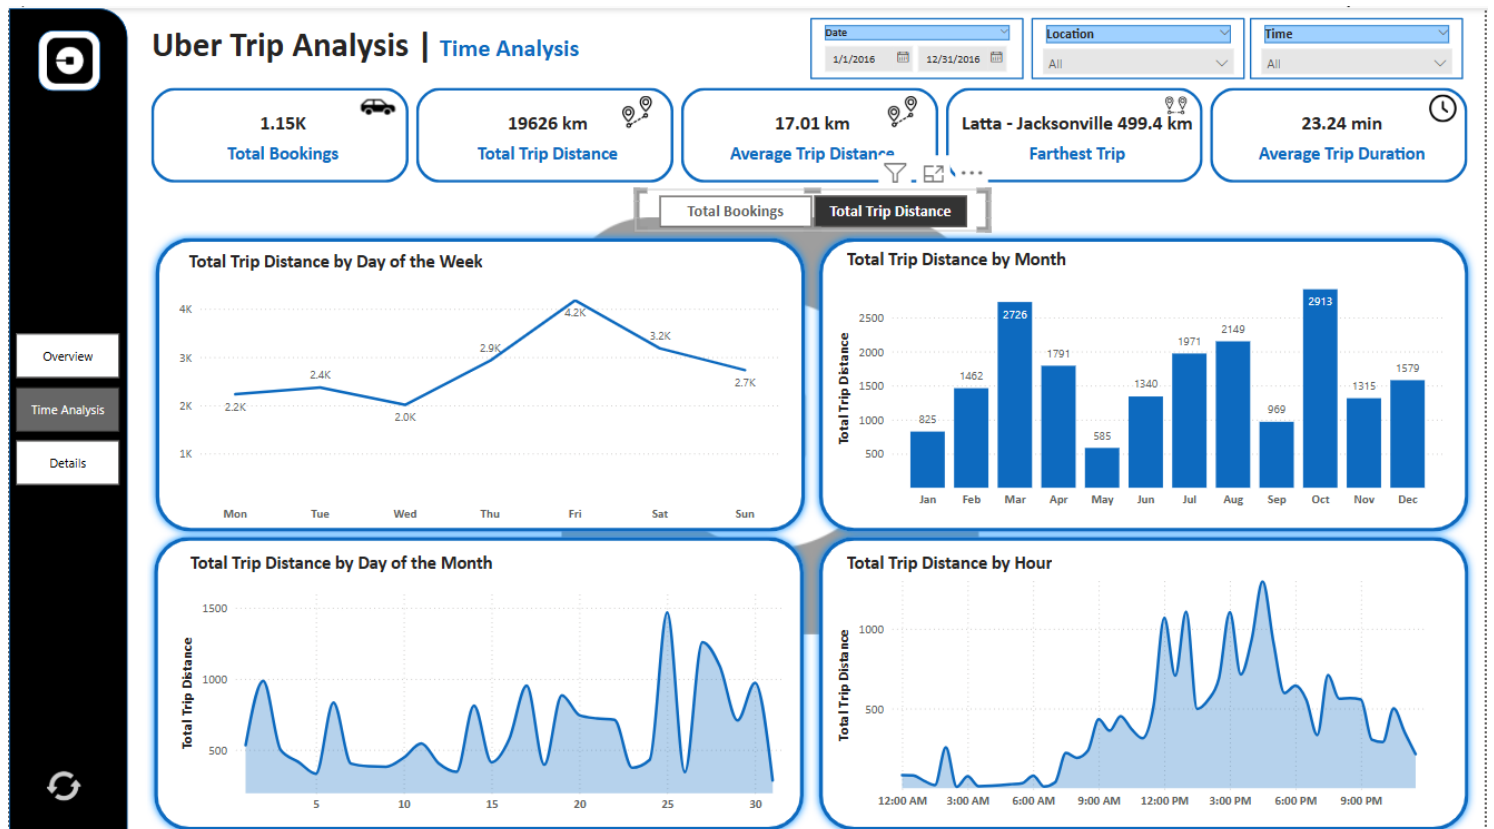 Uber Trip Analysis | Time Analysis
Date
1/1/2016 12/31/2016
Location
All
Time
All
1.15K
Total Bookings
19626 km
Total Trip Distance
17.01 km
Average Trip Distance
Latta - Jacksonville 499.4 km
Farthest Trip
23.24 min
Average Trip Duration
Total Bookings Total Trip Distance
Overview
Time Analysis
Details
Total Trip Distance by Day of the Week
4K
3K
2K
1K
2.2K
2.4K
2.0K
2.9K
4.2K
3.2K
2.7K
Mon Tue Wed Thu Fri Sat Sun
Total Trip Distance by Month
Total Trip Distance
2500
2000
1500
1000
500
825
1462
2726
1791
585
1340
1971
2149
969
2913
1315
1579
Jan Feb Mar Apr May Jun Jul Aug Sep Oct Nov Dec
Total Trip Distance by Day of the Month
Total Trip Distance
1500
1000
500
5 10 15 20 25 30
Total Trip Distance by Hour
Total Trip Distance
1000
500
12:00 AM 3:00 AM 6:00 AM 9:00 AM 12:00 PM 3:00 PM 6:00 PM 9:00 PM